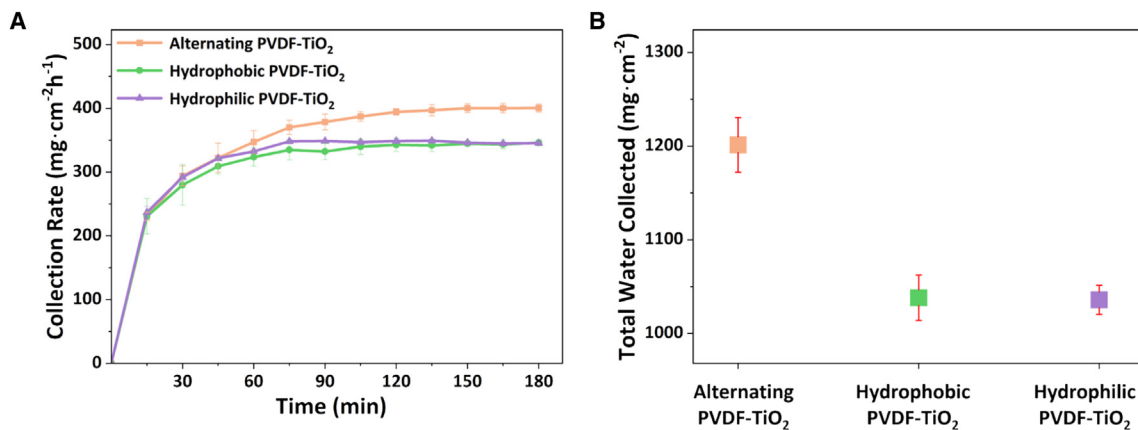 A
Collection Rate (mg·cm⁻²h⁻¹)
500
400
300
200
100
0
Alternating PVDF-TiO₂
Hydrophobic PVDF-TiO₂
Hydrophilic PVDF-TiO₂
30 60 90 120 150 180
Time (min)
B
Total Water Collected (mg·cm⁻²)
1300
1200
1100
1000
Alternating Hydrophobic Hydrophilic
PVDF-TiO₂ PVDF-TiO₂ PVDF-TiO₂